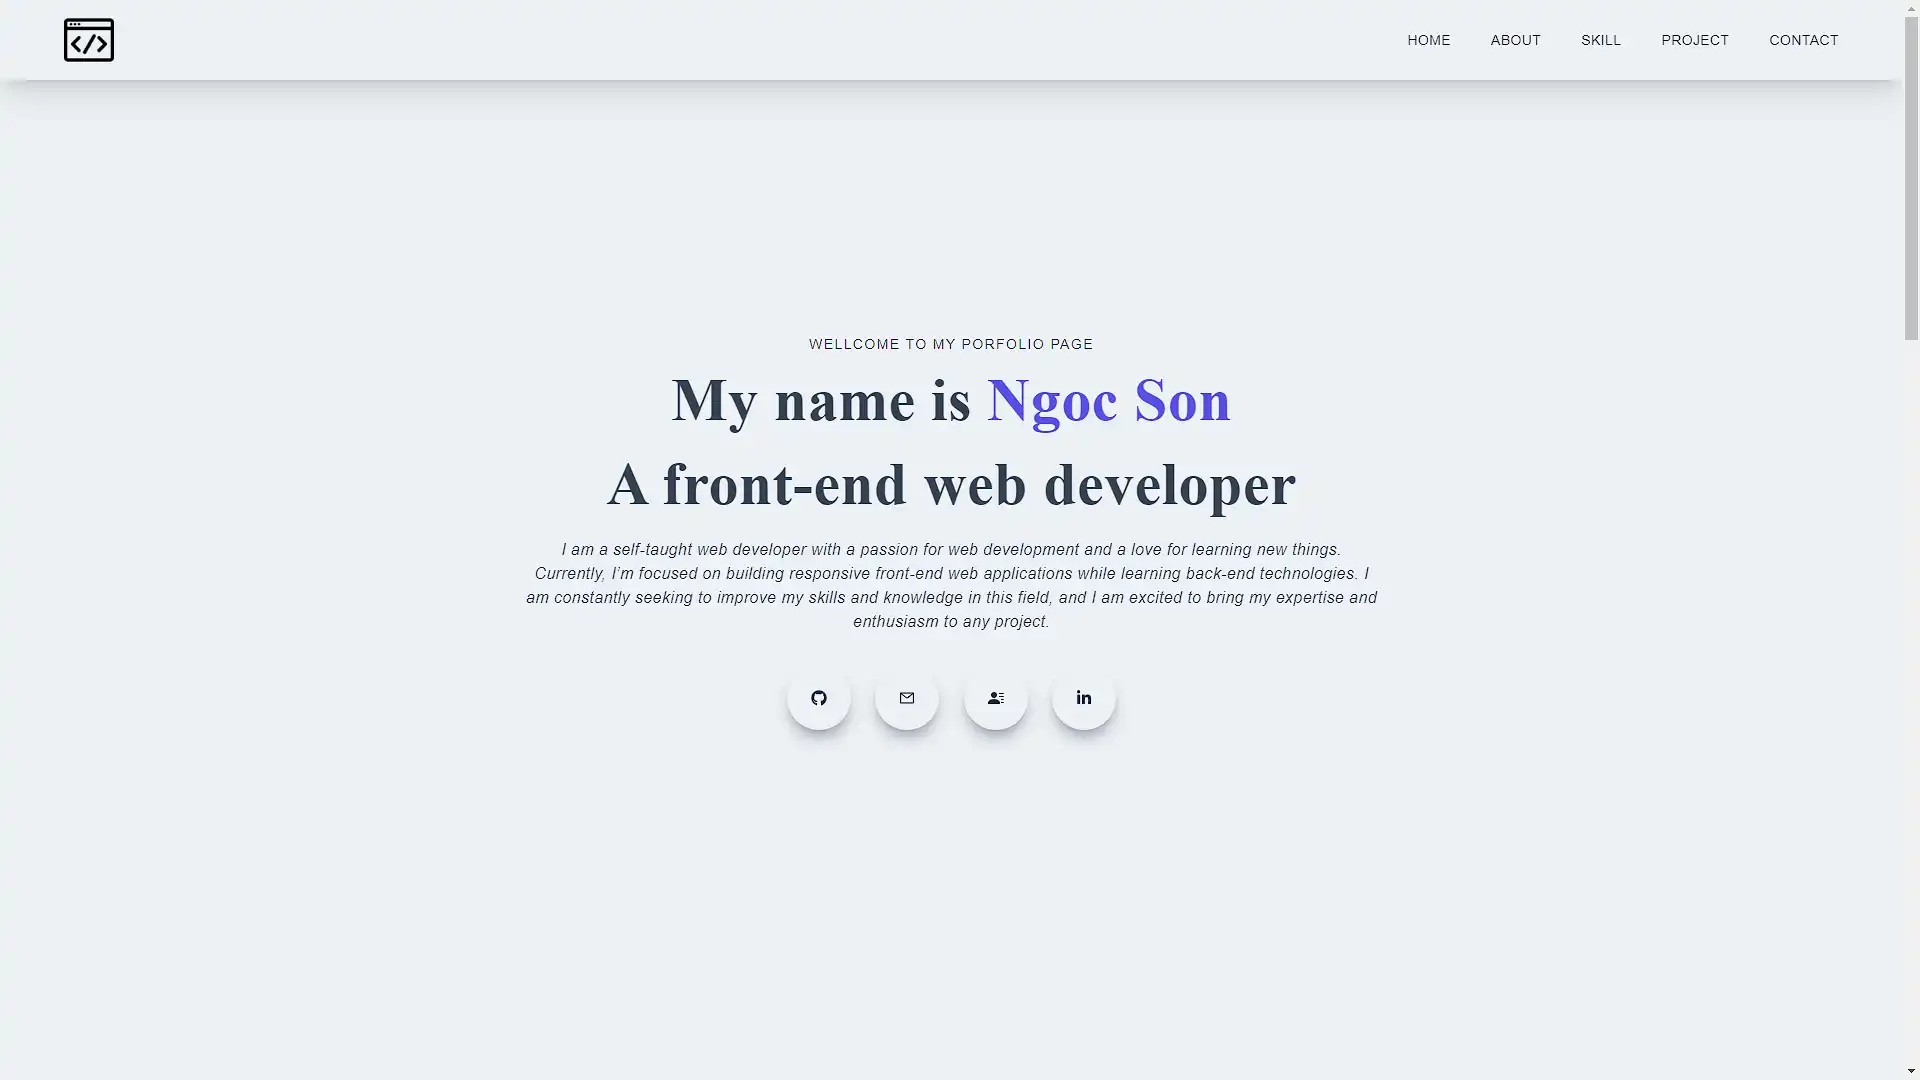 HOME ABOUT SKILL PROJECT CONTACT
WELLCOME TO MY PORFOLIO PAGE
My name is Ngoc Son
A front-end web developer
I am a self-taught web developer with a passion for web development and a love for learning new things.
Currently, I’m focused on building responsive front-end web applications while learning back-end technologies. I
am constantly seeking to improve my skills and knowledge in this field, and I am excited to bring my expertise and
enthusiasm to any project.